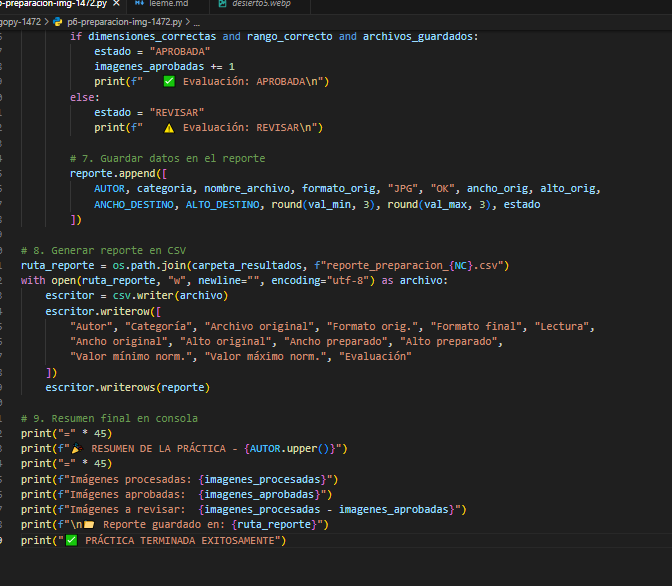 p6-preparacion-img-1472.py × leeme.md desierto5.webp
gopy-1472 > p6-preparacion-img-1472.py > ...
if dimensiones_correctas and rango_correcto and archivos_guardados:
estado = "APROBADA"
imagenes_aprobadas += 1
print(f" ✅ Evaluación: APROBADA\n")
else:
estado = "REVISAR"
print(f" ⚠️ Evaluación: REVISAR\n")
# 7. Guardar datos en el reporte
reporte.append([
AUTOR, categoria, nombre_archivo, formato_orig, "JPG", "OK", ancho_orig, alto_orig,
ANCHO_DESTINO, ALTO_DESTINO, round(val_min, 3), round(val_max, 3), estado
])
# 8. Generar reporte en CSV
ruta_reporte = os.path.join(carpeta_resultados, f"reporte_preparacion_{NC}.csv")
with open(ruta_reporte, "w", newline="", encoding="utf-8") as archivo:
escritor = csv.writer(archivo)
escritor.writerow([
"Autor", "Categoría", "Archivo original", "Formato orig.", "Formato final", "Lectura",
"Ancho original", "Alto original", "Ancho preparado", "Alto preparado",
"Valor mínimo norm.", "Valor máximo norm.", "Evaluación"
])
escritor.writerows(reporte)
# 9. Resumen final en consola
print("=" * 45)
print(f"🎉 RESUMEN DE LA PRÁCTICA - {AUTOR.upper()}")
print("=" * 45)
print(f"Imágenes procesadas: {imagenes_procesadas}")
print(f"Imágenes aprobadas:  {imagenes_aprobadas}")
print(f"Imágenes a revisar:  {imagenes_procesadas - imagenes_aprobadas}")
print(f"\n📂 Reporte guardado en: {ruta_reporte}")
print("✅ PRÁCTICA TERMINADA EXITOSAMENTE")